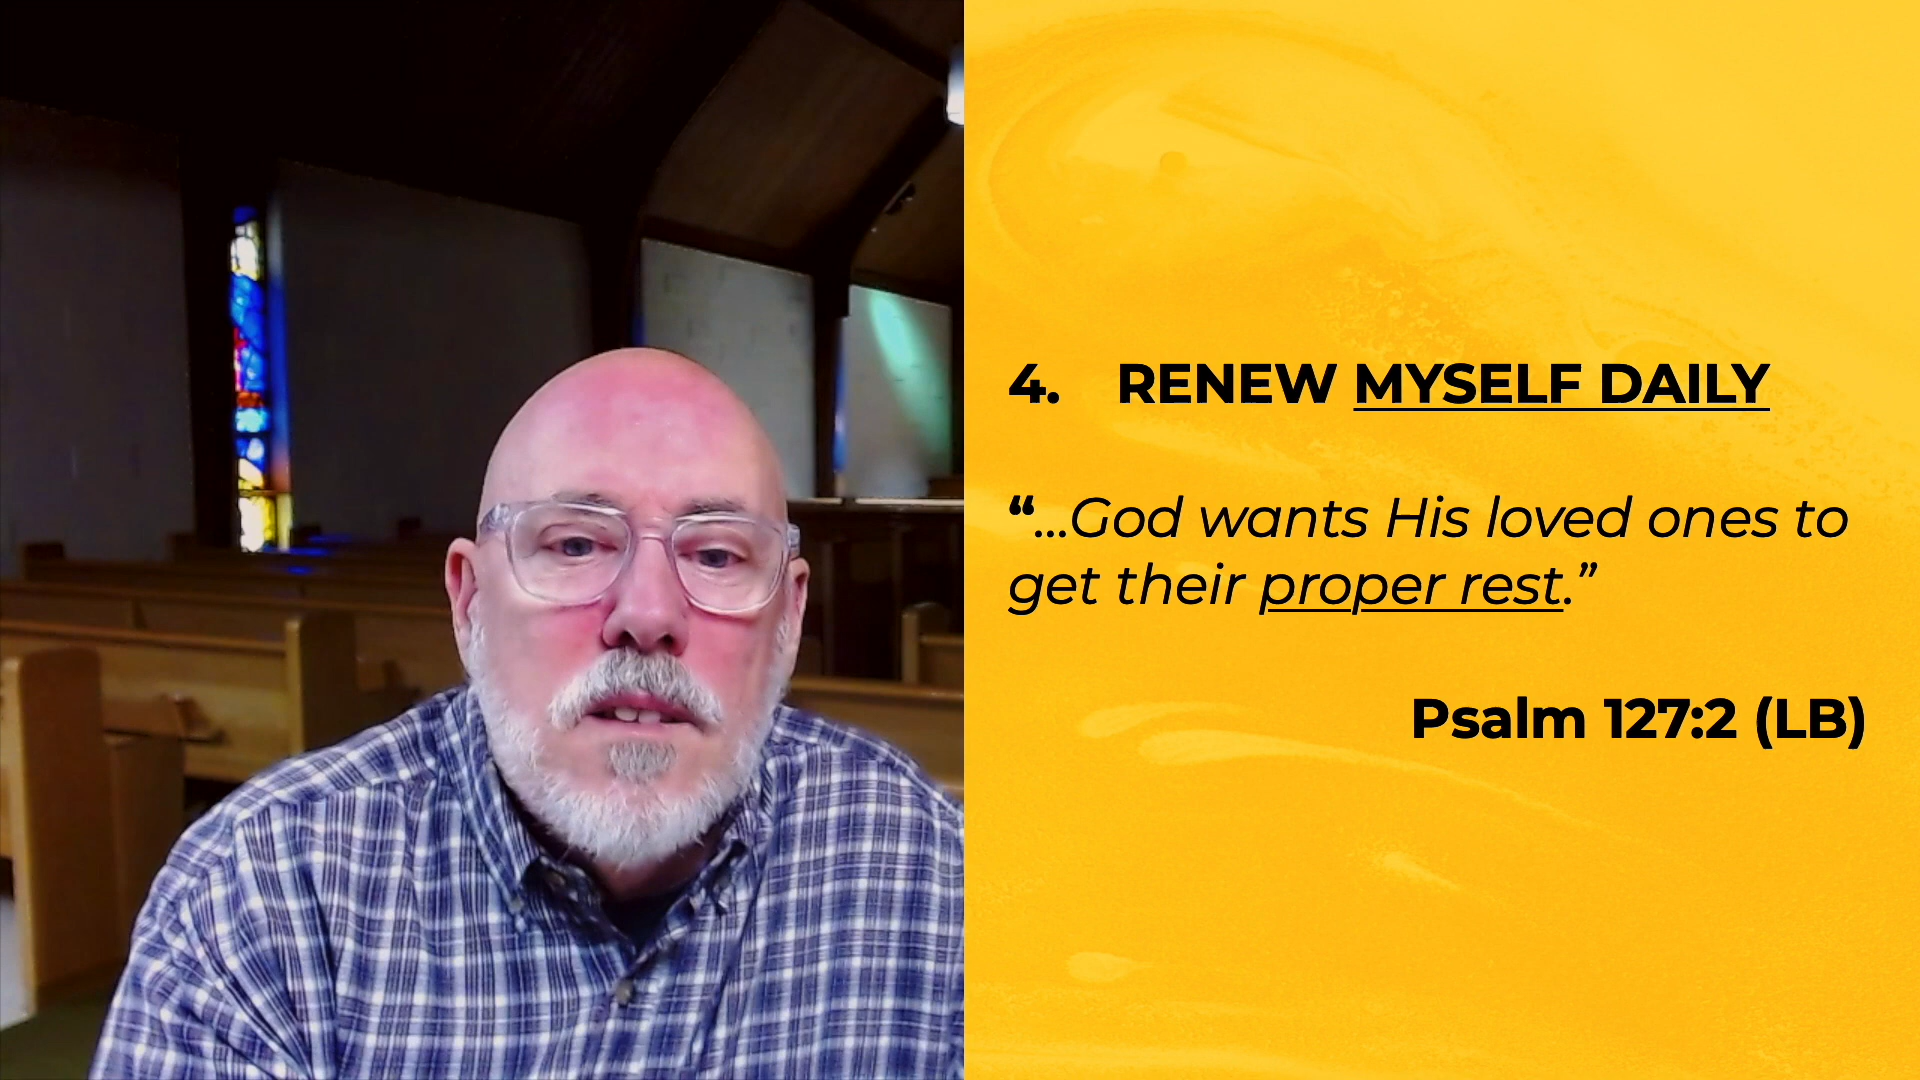 4. RENEW MYSELF DAILY
“...God wants His loved ones to
get their proper rest.”
Psalm 127:2 (LB)